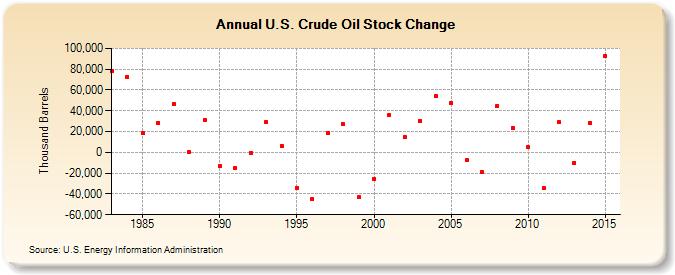 Annual U.S. Crude Oil Stock Change
Thousand Barrels
100,000
80,000
60,000
40,000
20,000
0
-20,000
-40,000
-60,000
1985 1990 1995 2000 2005 2010 2015
Source: U.S. Energy Information Administration